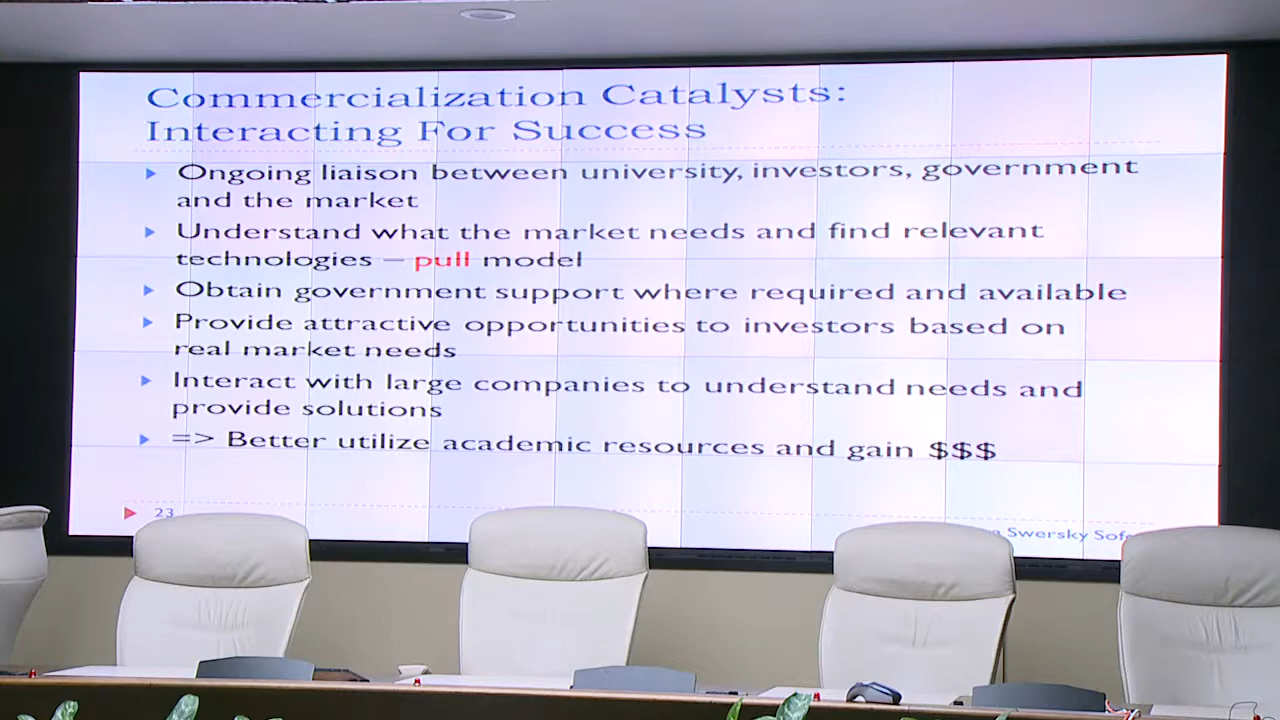 Commercialization Catalysts:
Interacting For Success
Ongoing liaison between university, investors, government
and the market
Understand what the market needs and find relevant
technologies – pull model
Obtain government support where required and available
Provide attractive opportunities to investors based on
real market needs
Interact with large companies to understand needs and
provide solutions
=> Better utilize academic resources and gain $$$
23
Swersky